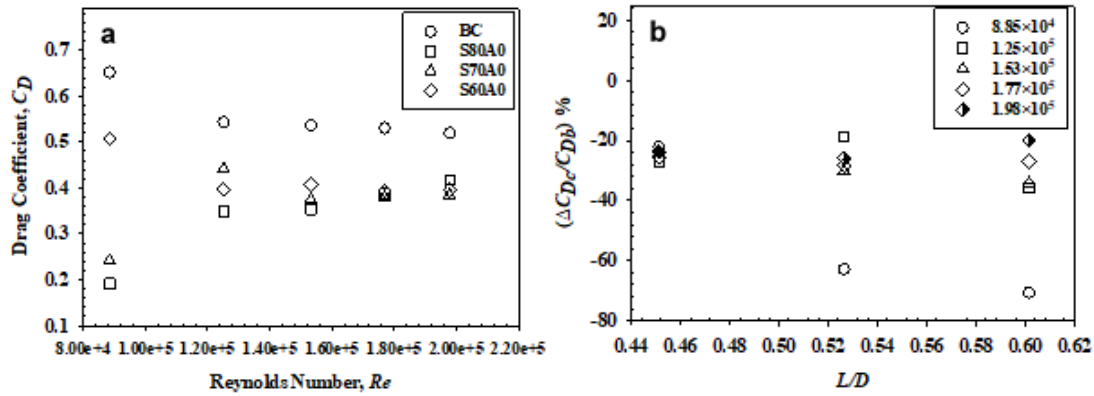 a
BC
S80A0
S70A0
S60A0
0.7
0.6
0.5
0.4
0.3
0.2
0.1
Drag Coefficient, C_D
8.00e+4 1.00e+5 1.20e+5 1.40e+5 1.60e+5 1.80e+5 2.00e+5 2.20e+5
Reynolds Number, Re
b
8.85×10⁴
1.25×10⁵
1.53×10⁵
1.77×10⁵
1.98×10⁵
20
0
-20
-40
-60
-80
(ΔC_Dc/C_Db) %
0.44 0.46 0.48 0.50 0.52 0.54 0.56 0.58 0.60 0.62
L/D